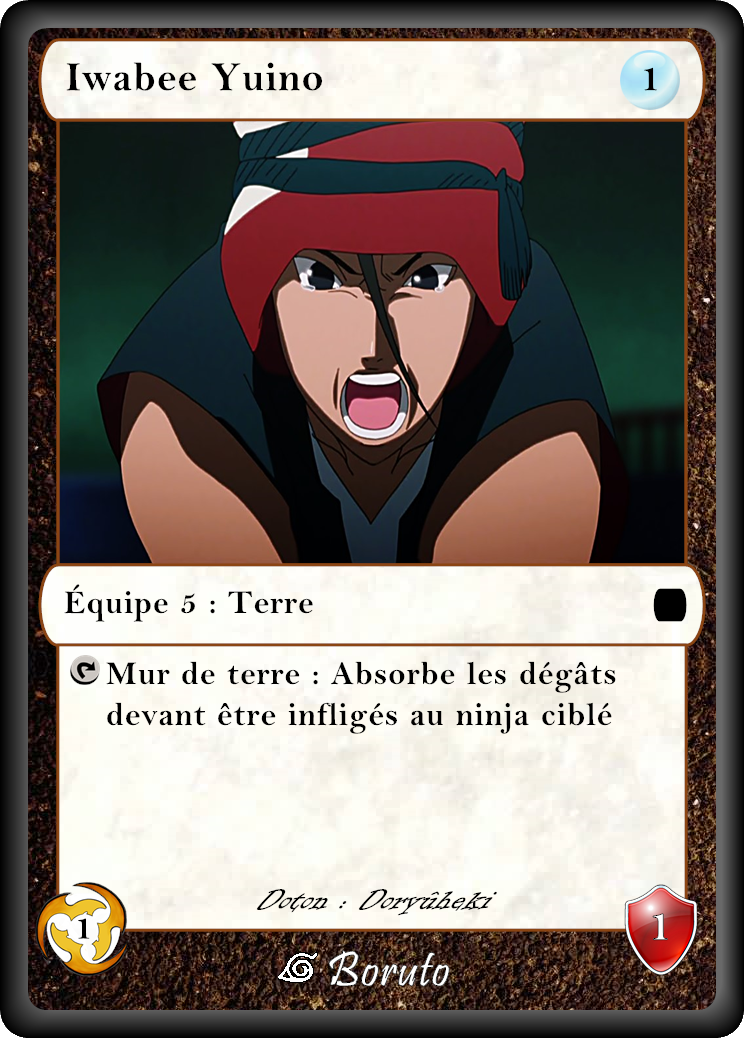 Iwabee Yuino
1
Équipe 5 : Terre
Mur de terre : Absorbe les dégâts
devant être infligés au ninja ciblé
Doton : Doryûheki
1
1
Boruto